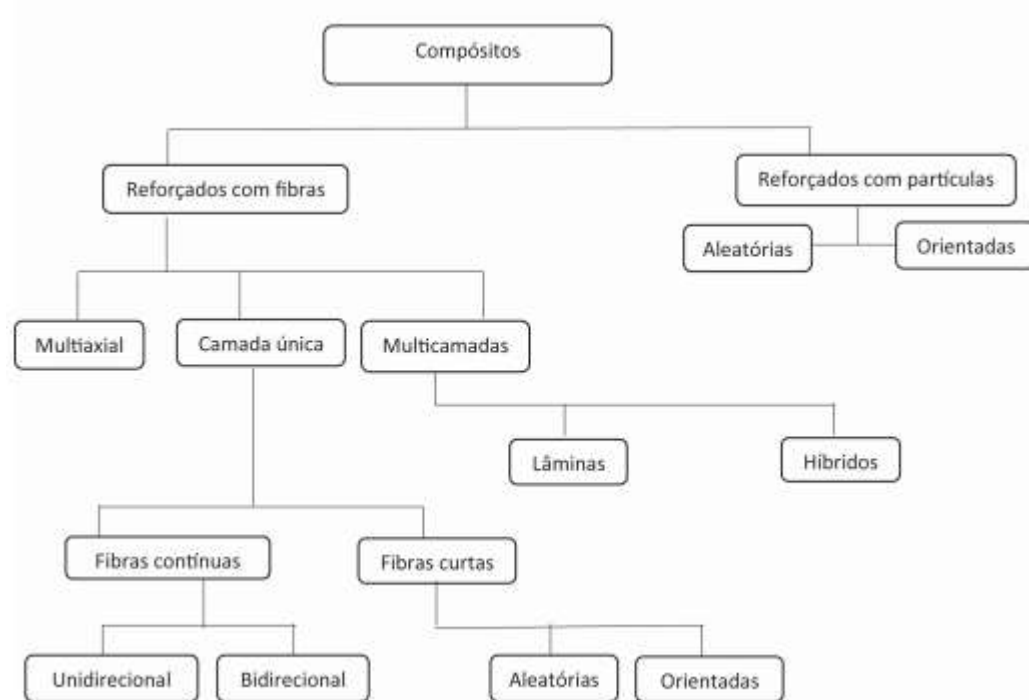 Compósitos
Reforçados com fibras
Reforçados com partículas
Aleatórias
Orientadas
Multiaxial
Camada única
Multicamadas
Lâminas
Híbridos
Fibras contínuas
Fibras curtas
Unidirecional
Bidirecional
Aleatórias
Orientadas